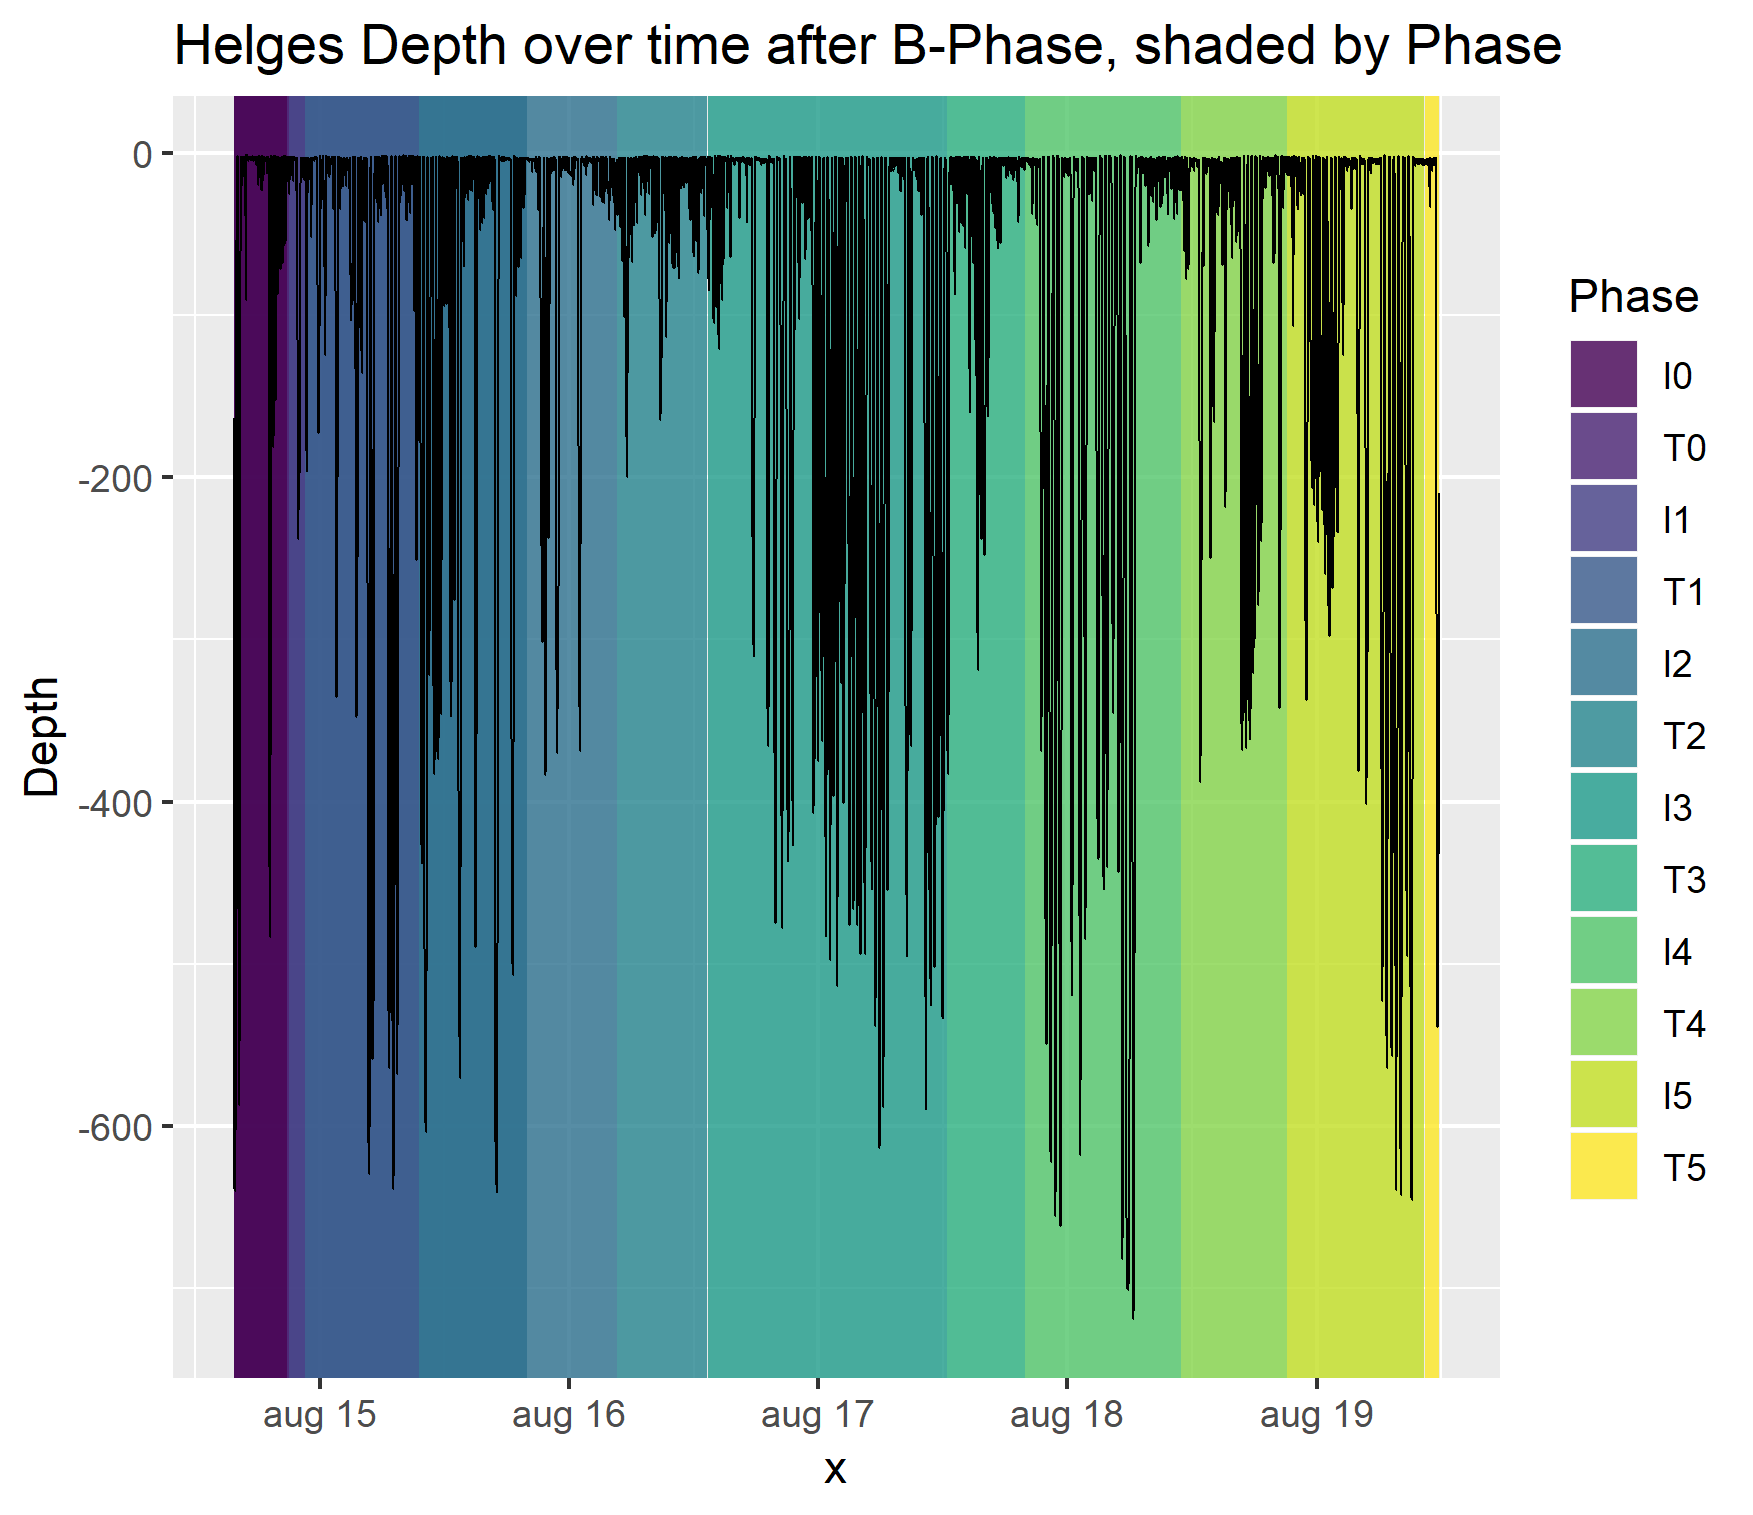 Helges Depth over time after B-Phase, shaded by Phase
0
-200
-400
-600
Depth
aug 15
aug 16
aug 17
aug 18
aug 19
x
Phase
I0
T0
I1
T1
I2
T2
I3
T3
I4
T4
I5
T5